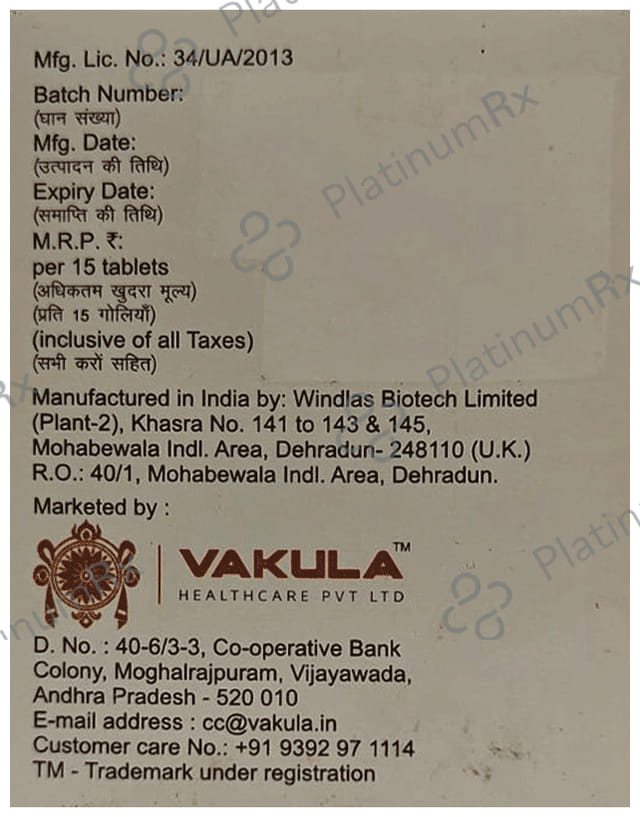 Mfg. Lic. No.: 34/UA/2013
Batch Number:
(घान संख्या)
Mfg. Date:
(उत्पादन की तिथि)
Expiry Date:
(समाप्ति की तिथि)
M.R.P. ₹:
per 15 tablets
(अधिकतम खुदरा मूल्य)
(प्रति 15 गोलियाँ)
(inclusive of all Taxes)
(सभी करों सहित)
Manufactured in India by: Windlas Biotech Limited
(Plant-2), Khasra No. 141 to 143 & 145,
Mohabewala Indl. Area, Dehradun- 248110 (U.K.)
R.O.: 40/1, Mohabewala Indl. Area, Dehradun.
Marketed by :
VAKULA™
HEALTHCARE PVT LTD
D. No. : 40-6/3-3, Co-operative Bank
Colony, Moghalrajpuram, Vijayawada,
Andhra Pradesh - 520 010
E-mail address : cc@vakula.in
Customer care No.: +91 9392 97 1114
TM - Trademark under registration
PlatinumRx
PlatinumRx
PlatinumRx
Platin